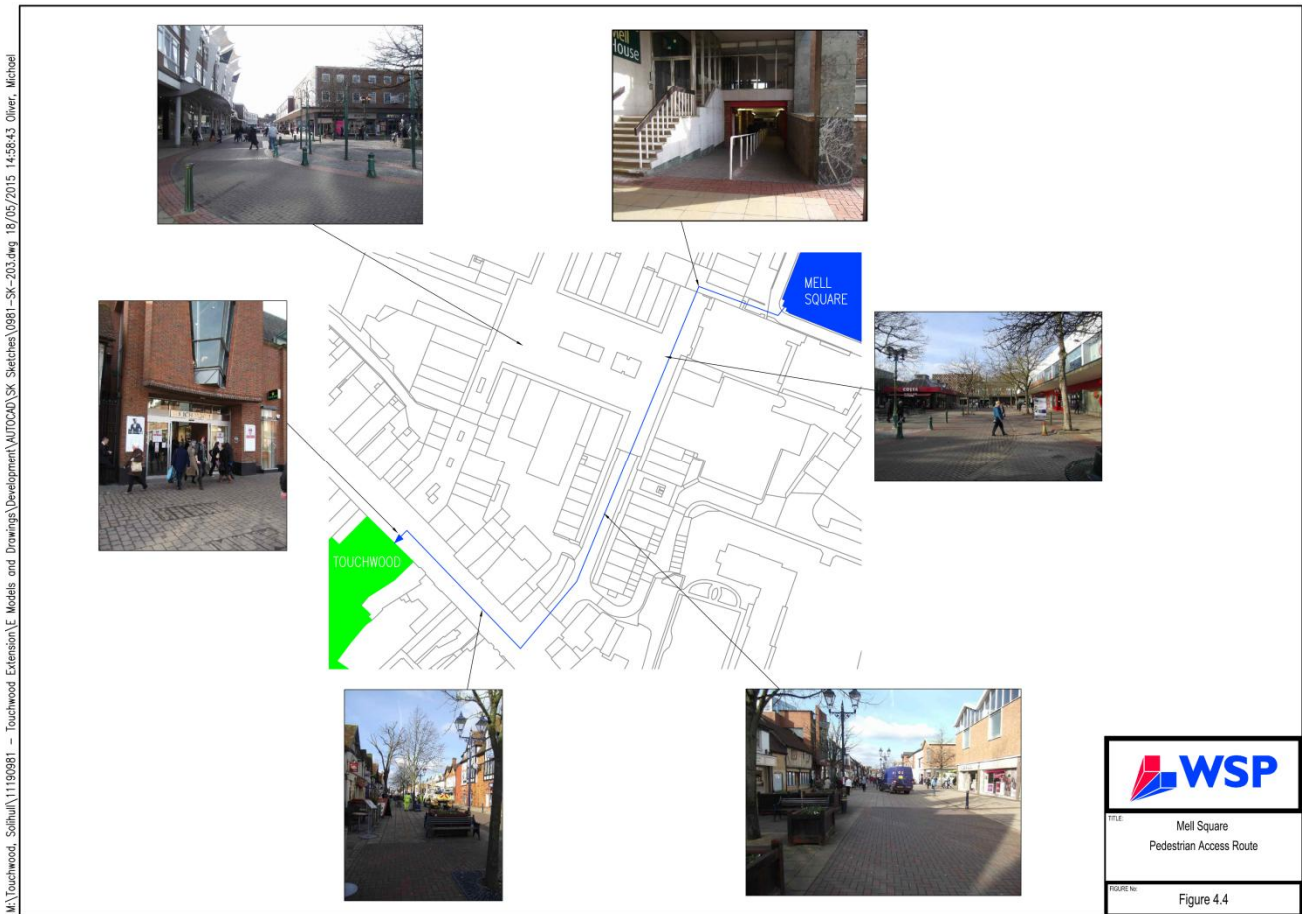 M:\Touchwood, Solihull\11190981 - Touchwood Extension\E Models and Drawings\Development\AUTOCAD\SK Sketches\0981-SK-203.dwg 18/05/2015 14:58:43 Oliver, Michael
Mell
House
MELL
SQUARE
TOUCHWOOD
WSP
TITLE:
Mell Square
Pedestrian Access Route
FIGURE No:
Figure 4.4